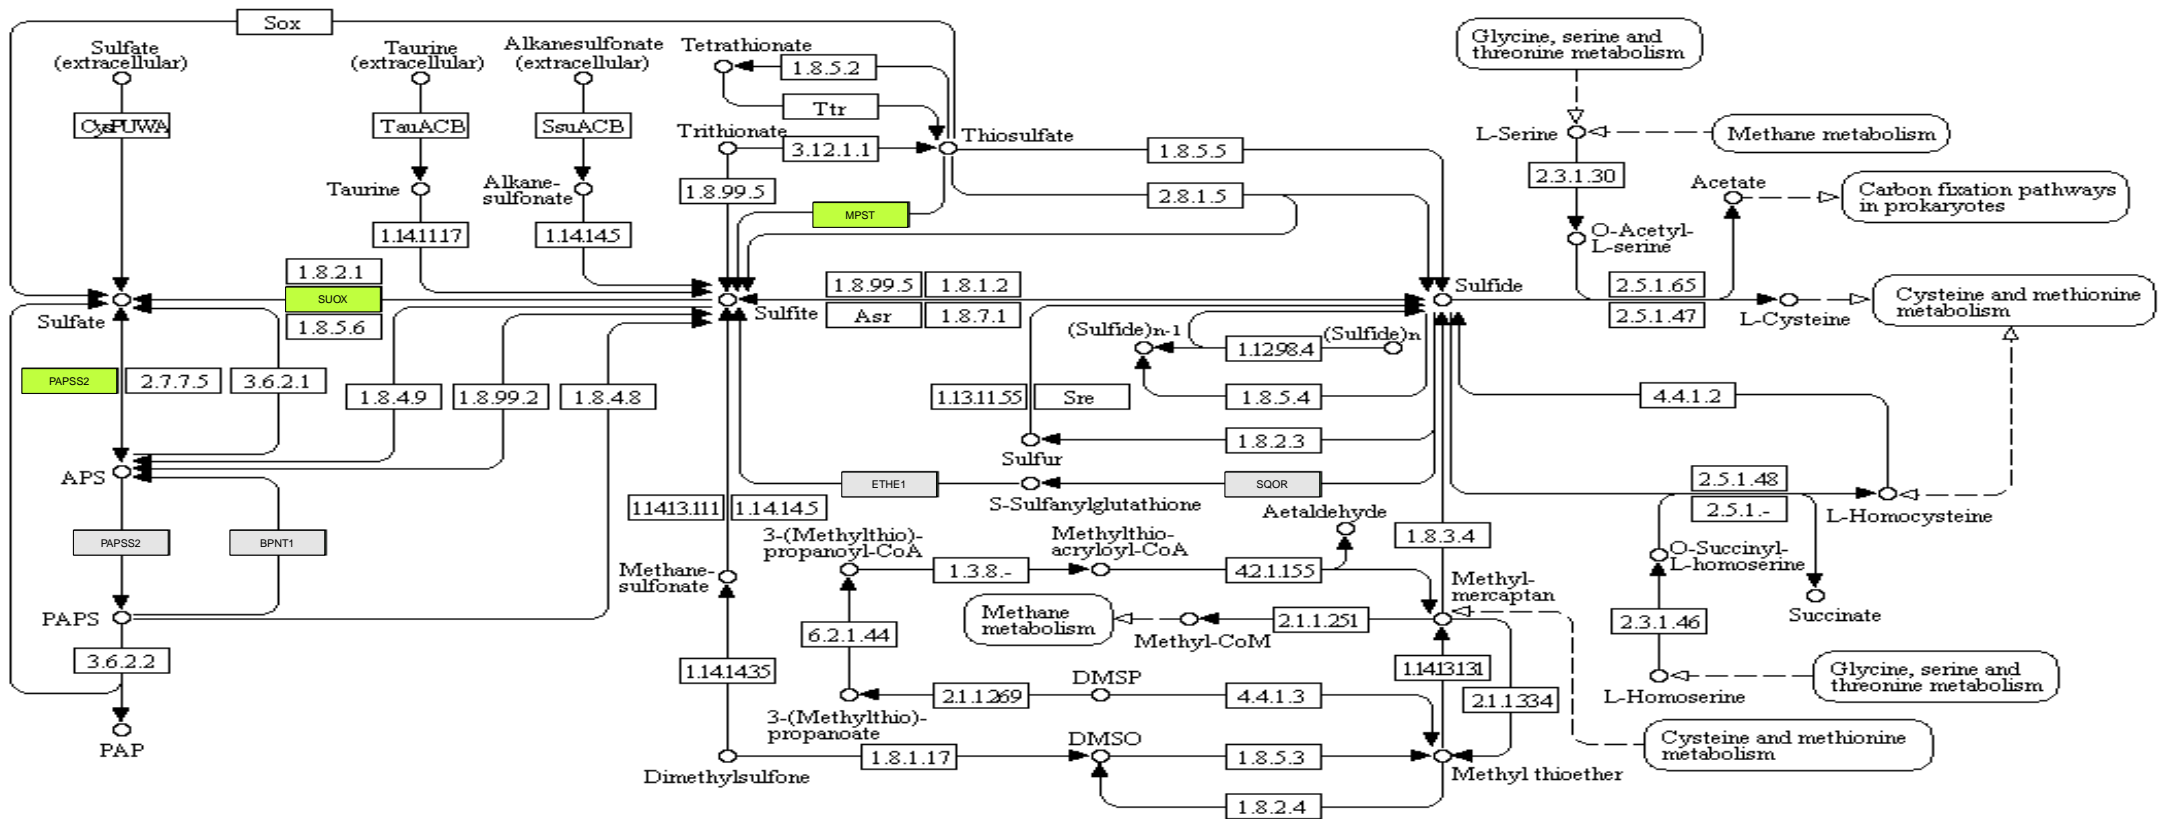 Sox
Sulfate
(extracellular)
Taurine
(extracellular)
Alkanesulfonate
(extracellular)
Tetrathionate
1.8.5.2
Ttr
CysPUWA
TauACB
SsuACB
Trithionate
3.12.1.1
Thiosulfate
1.8.5.5
Taurine
Alkane-
sulfonate
1.8.99.5
2.8.1.5
MPST
1.14.11.17
1.14.14.5
1.8.2.1
SUOX
1.8.5.6
Sulfate
Sulfite
1.8.99.5
1.8.1.2
Asr
1.8.7.1
Sulfide
Glycine, serine and
threonine metabolism
L-Serine
Methane metabolism
2.3.1.30
Acetate
Carbon fixation pathways
in prokaryotes
O-Acetyl-
L-serine
2.5.1.65
2.5.1.47
L-Cysteine
Cysteine and methionine
metabolism
(Sulfide)n-1
(Sulfide)n
1.12.98.4
PAPSS2
2.7.7.5
3.6.2.1
1.8.4.9
1.8.99.2
1.8.4.8
1.13.11.55
Sre
1.8.5.4
4.4.1.2
1.8.2.3
Sulfur
APS
ETHE1
SQOR
S-Sulfanylglutathione
2.5.1.48
2.5.1.-
L-Homocysteine
1.14.13.111
1.14.14.5
PAPSS2
BPNT1
3-(Methylthio)-
propanoyl-CoA
Methylthio-
acryloyl-CoA
Aetaldehyde
1.8.3.4
Methane-
sulfonate
1.3.8.-
4.2.1.155
O-Succinyl-
L-homoserine
Methyl-
mercaptan
Succinate
PAPS
Methane
metabolism
Methyl-CoM
2.1.1.251
6.2.1.44
2.3.1.46
3.6.2.2
1.14.14.35
1.14.13.131
DMSP
2.1.1.269
4.4.1.3
2.1.1.334
L-Homoserine
Glycine, serine and
threonine metabolism
3-(Methylthio)-
propanoate
PAP
DMSO
Cysteine and methionine
metabolism
1.8.1.17
1.8.5.3
Dimethylsulfone
Methyl thioether
1.8.2.4